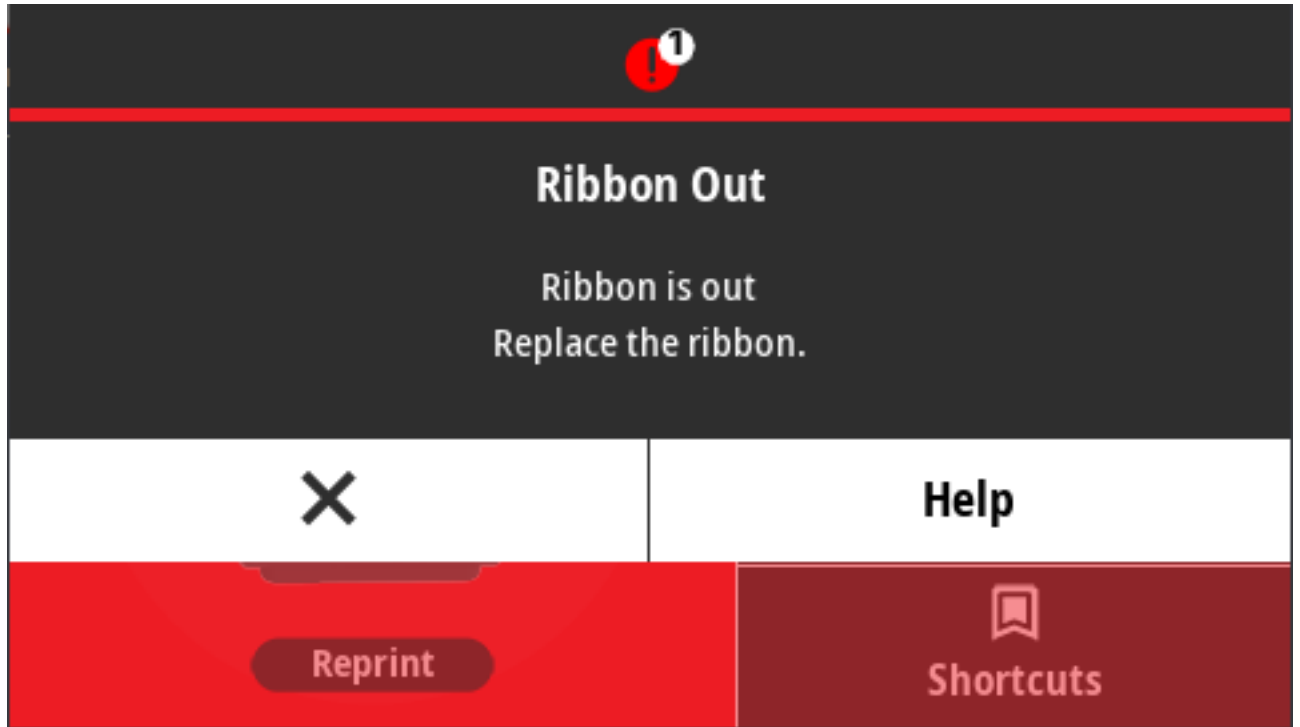 1
Ribbon Out
Ribbon is out
Replace the ribbon.
Help
Reprint
Shortcuts